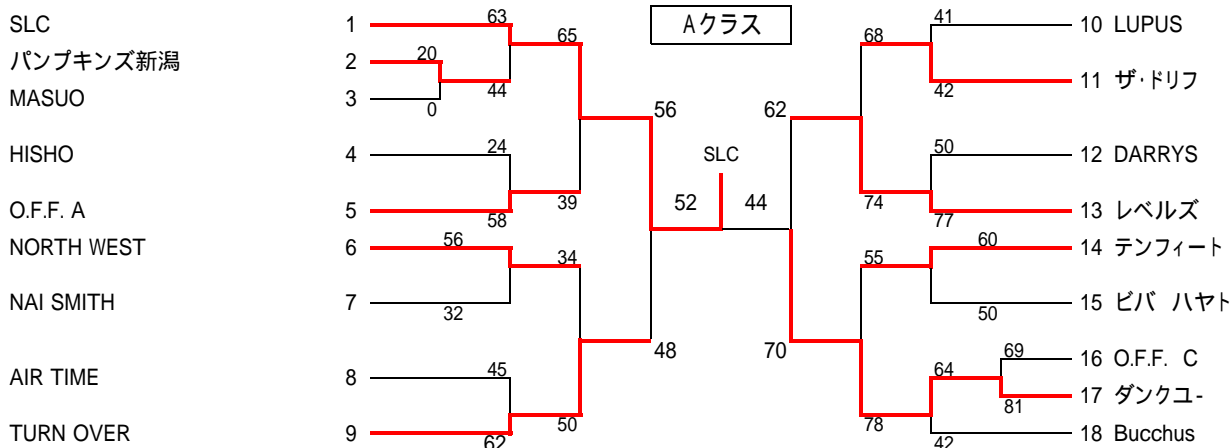 Aクラス
SLC 1 63
65
パンプキンズ新潟 2 20
44
MASUO 3 0
56
HISHO 4 24
39
O.F.F. A 5 58
NORTH WEST 6 56
34
NAI SMITH 7 32
48
AIR TIME 8 45
50
TURN OVER 9 62
SLC
52 44
41 10 LUPUS
68
42 11 ザ・ドリフ
62
50 12 DARRYS
74
77 13 レベルズ
60 14 テンフィート
55
50 15 ビバ ハヤト
70
69 16 O.F.F. C
64
81 17 ダンクユ-
78
42 18 Bucchus